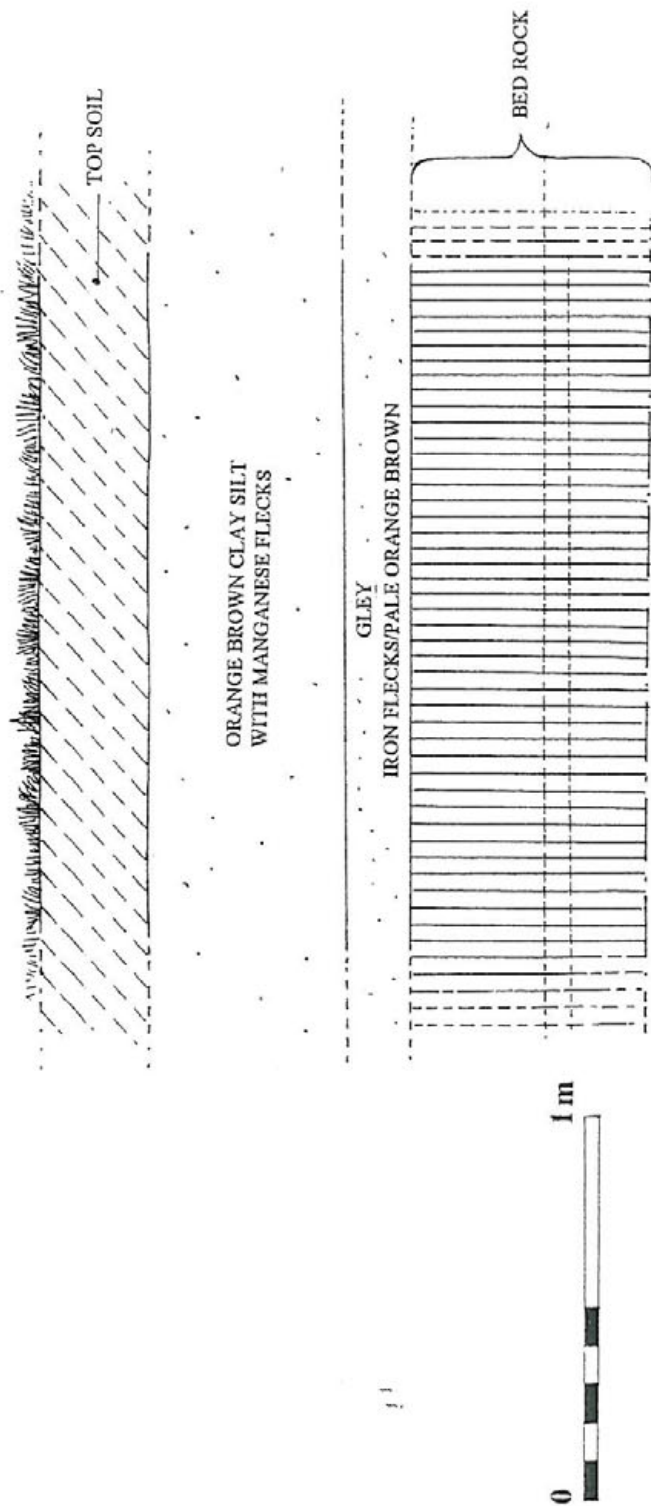 TOP SOIL
ORANGE BROWN CLAY SILT
WITH MANGANESE FLECKS
GLEY
IRON FLECKS/PALE ORANGE BROWN
BED ROCK
0
1 m